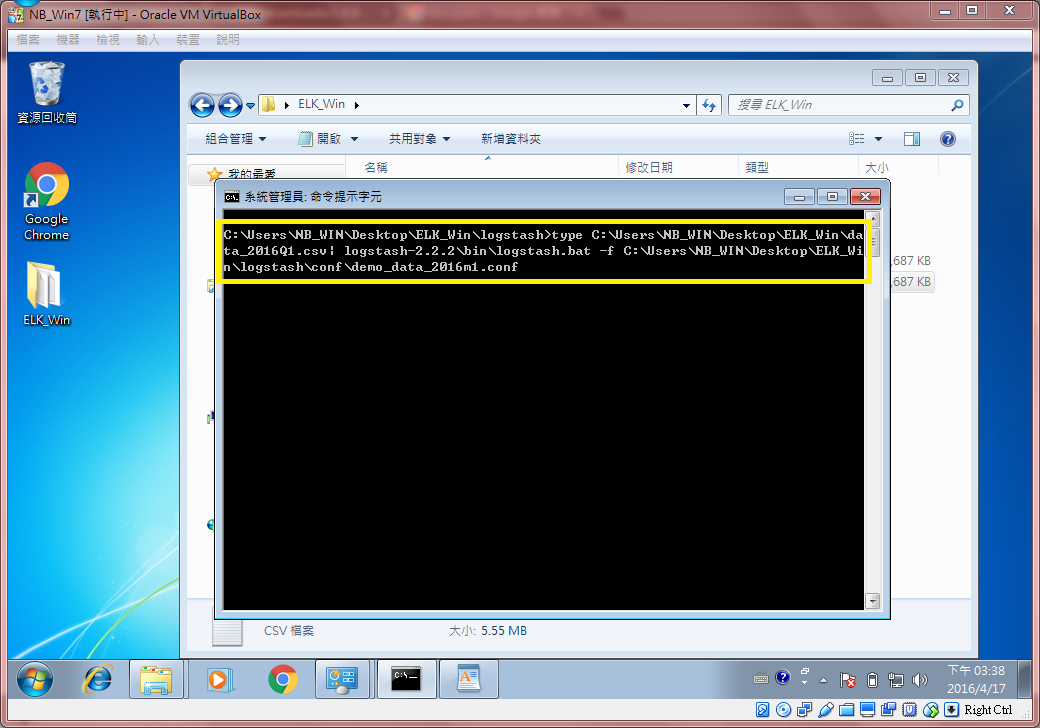 NB_Win7 [執行中] - Oracle VM VirtualBox
檔案 機器 檢視 輸入 裝置 說明
資源回收筒
Google
Chrome
ELK_Win
ELK_Win
搜尋 ELK_Win
組合管理 開啟 共用對象 新增資料夾
我的最愛 名稱 修改日期 類型 大小
系統管理員: 命令提示字元
C:\Users\NB_WIN\Desktop\ELK_Win\logstash>type C:\Users\NB_WIN\Desktop\ELK_Win\da
ta_2016Q1.csv| logstash-2.2.2\bin\logstash.bat -f C:\Users\NB_WIN\Desktop\ELK_Wi
n\logstash\conf\demo_data_2016m1.conf
,687 KB
,687 KB
CSV 檔案 大小: 5.55 MB
下午 03:38
2016/4/17
Right Ctrl